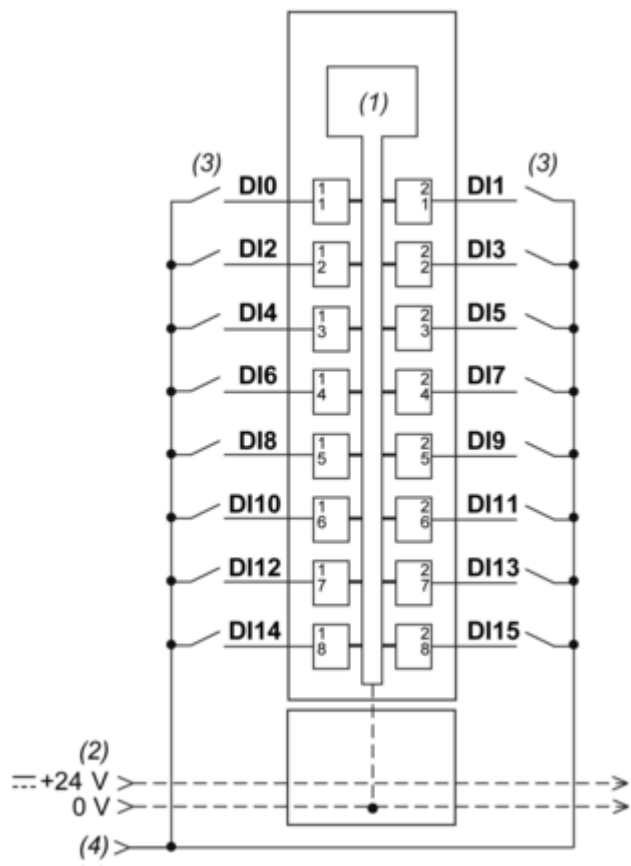 (1)
(3) (3)
DI0 1 1 2 1 DI1
DI2 1 2 2 2 DI3
DI4 1 3 2 3 DI5
DI6 1 4 2 4 DI7
DI8 1 5 2 5 DI9
DI10 1 6 2 6 DI11
DI12 1 7 2 7 DI13
DI14 1 8 2 8 DI15
(2)
+24 V
0 V
(4)